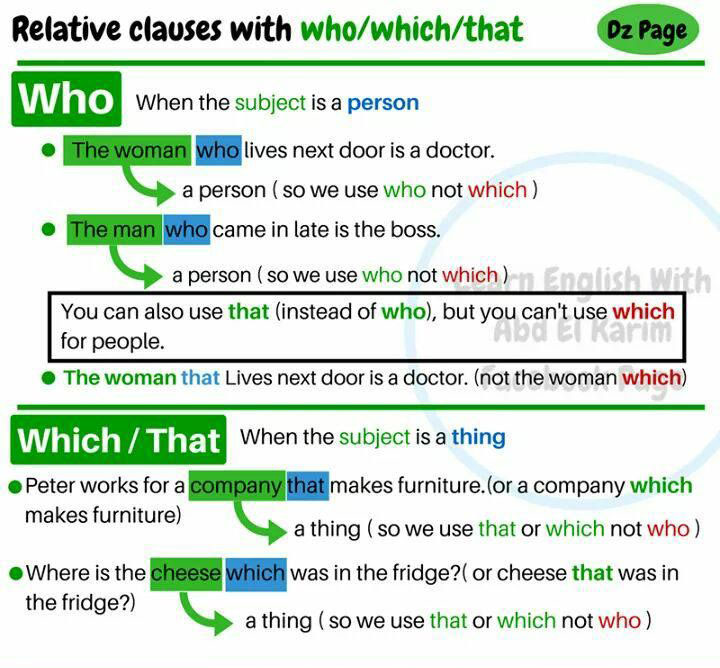 Relative clauses with who/which/that
Dz Page
Who When the subject is a person
The woman who lives next door is a doctor.
a person ( so we use who not which )
The man who came in late is the boss.
a person ( so we use who not which )
Learn English With
You can also use that (instead of who), but you can't use which
Abd El Karim
for people.
Facebook Page
The woman that Lives next door is a doctor. (not the woman which)
Which / That When the subject is a thing
Peter works for a company that makes furniture.(or a company which
makes furniture)
a thing ( so we use that or which not who )
Where is the cheese which was in the fridge?( or cheese that was in
the fridge?)
a thing ( so we use that or which not who )